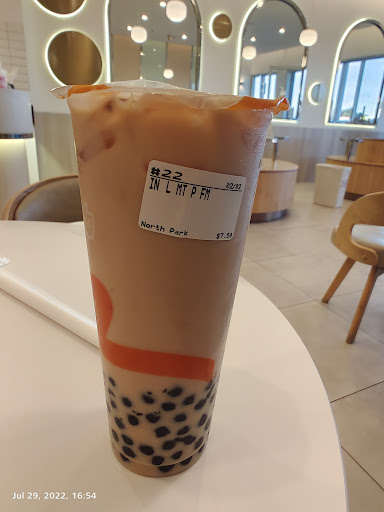 #22 02/02
IN L MT P FM
North Park $7.50
Jul 29, 2022, 16:54